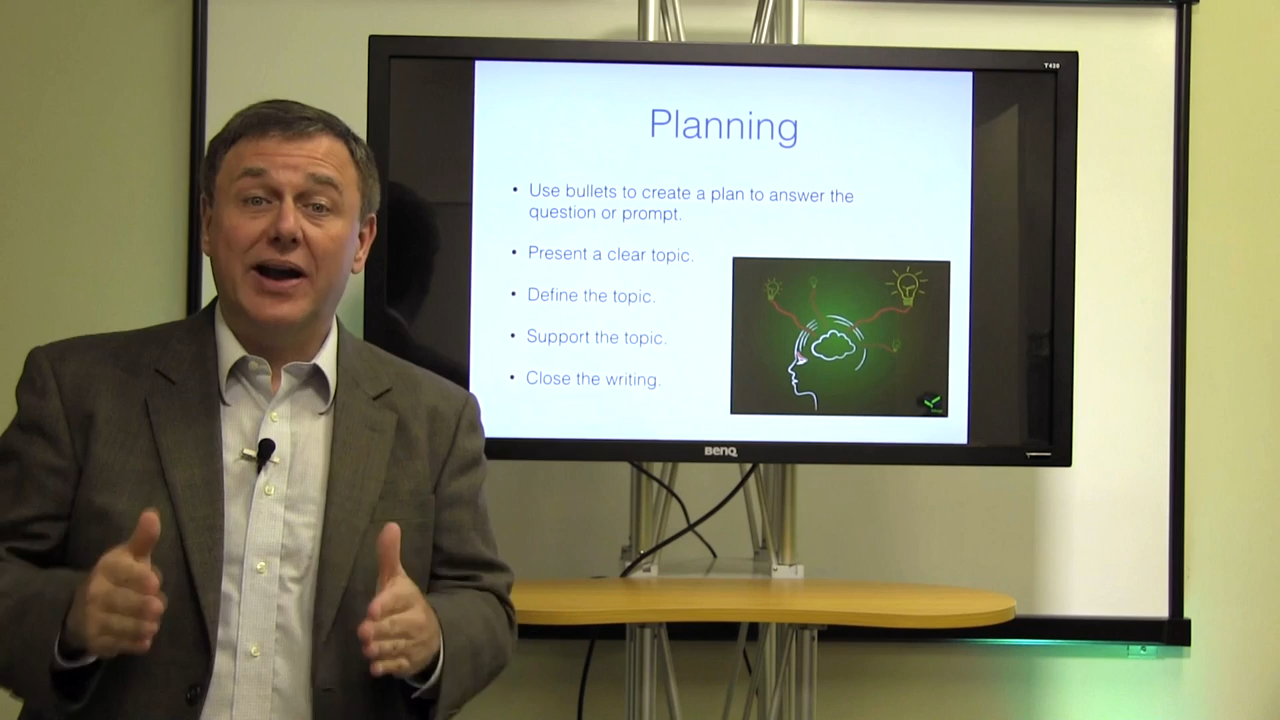 T420
Planning
• Use bullets to create a plan to answer the
question or prompt.
• Present a clear topic.
• Define the topic.
• Support the topic.
• Close the writing.
BenQ